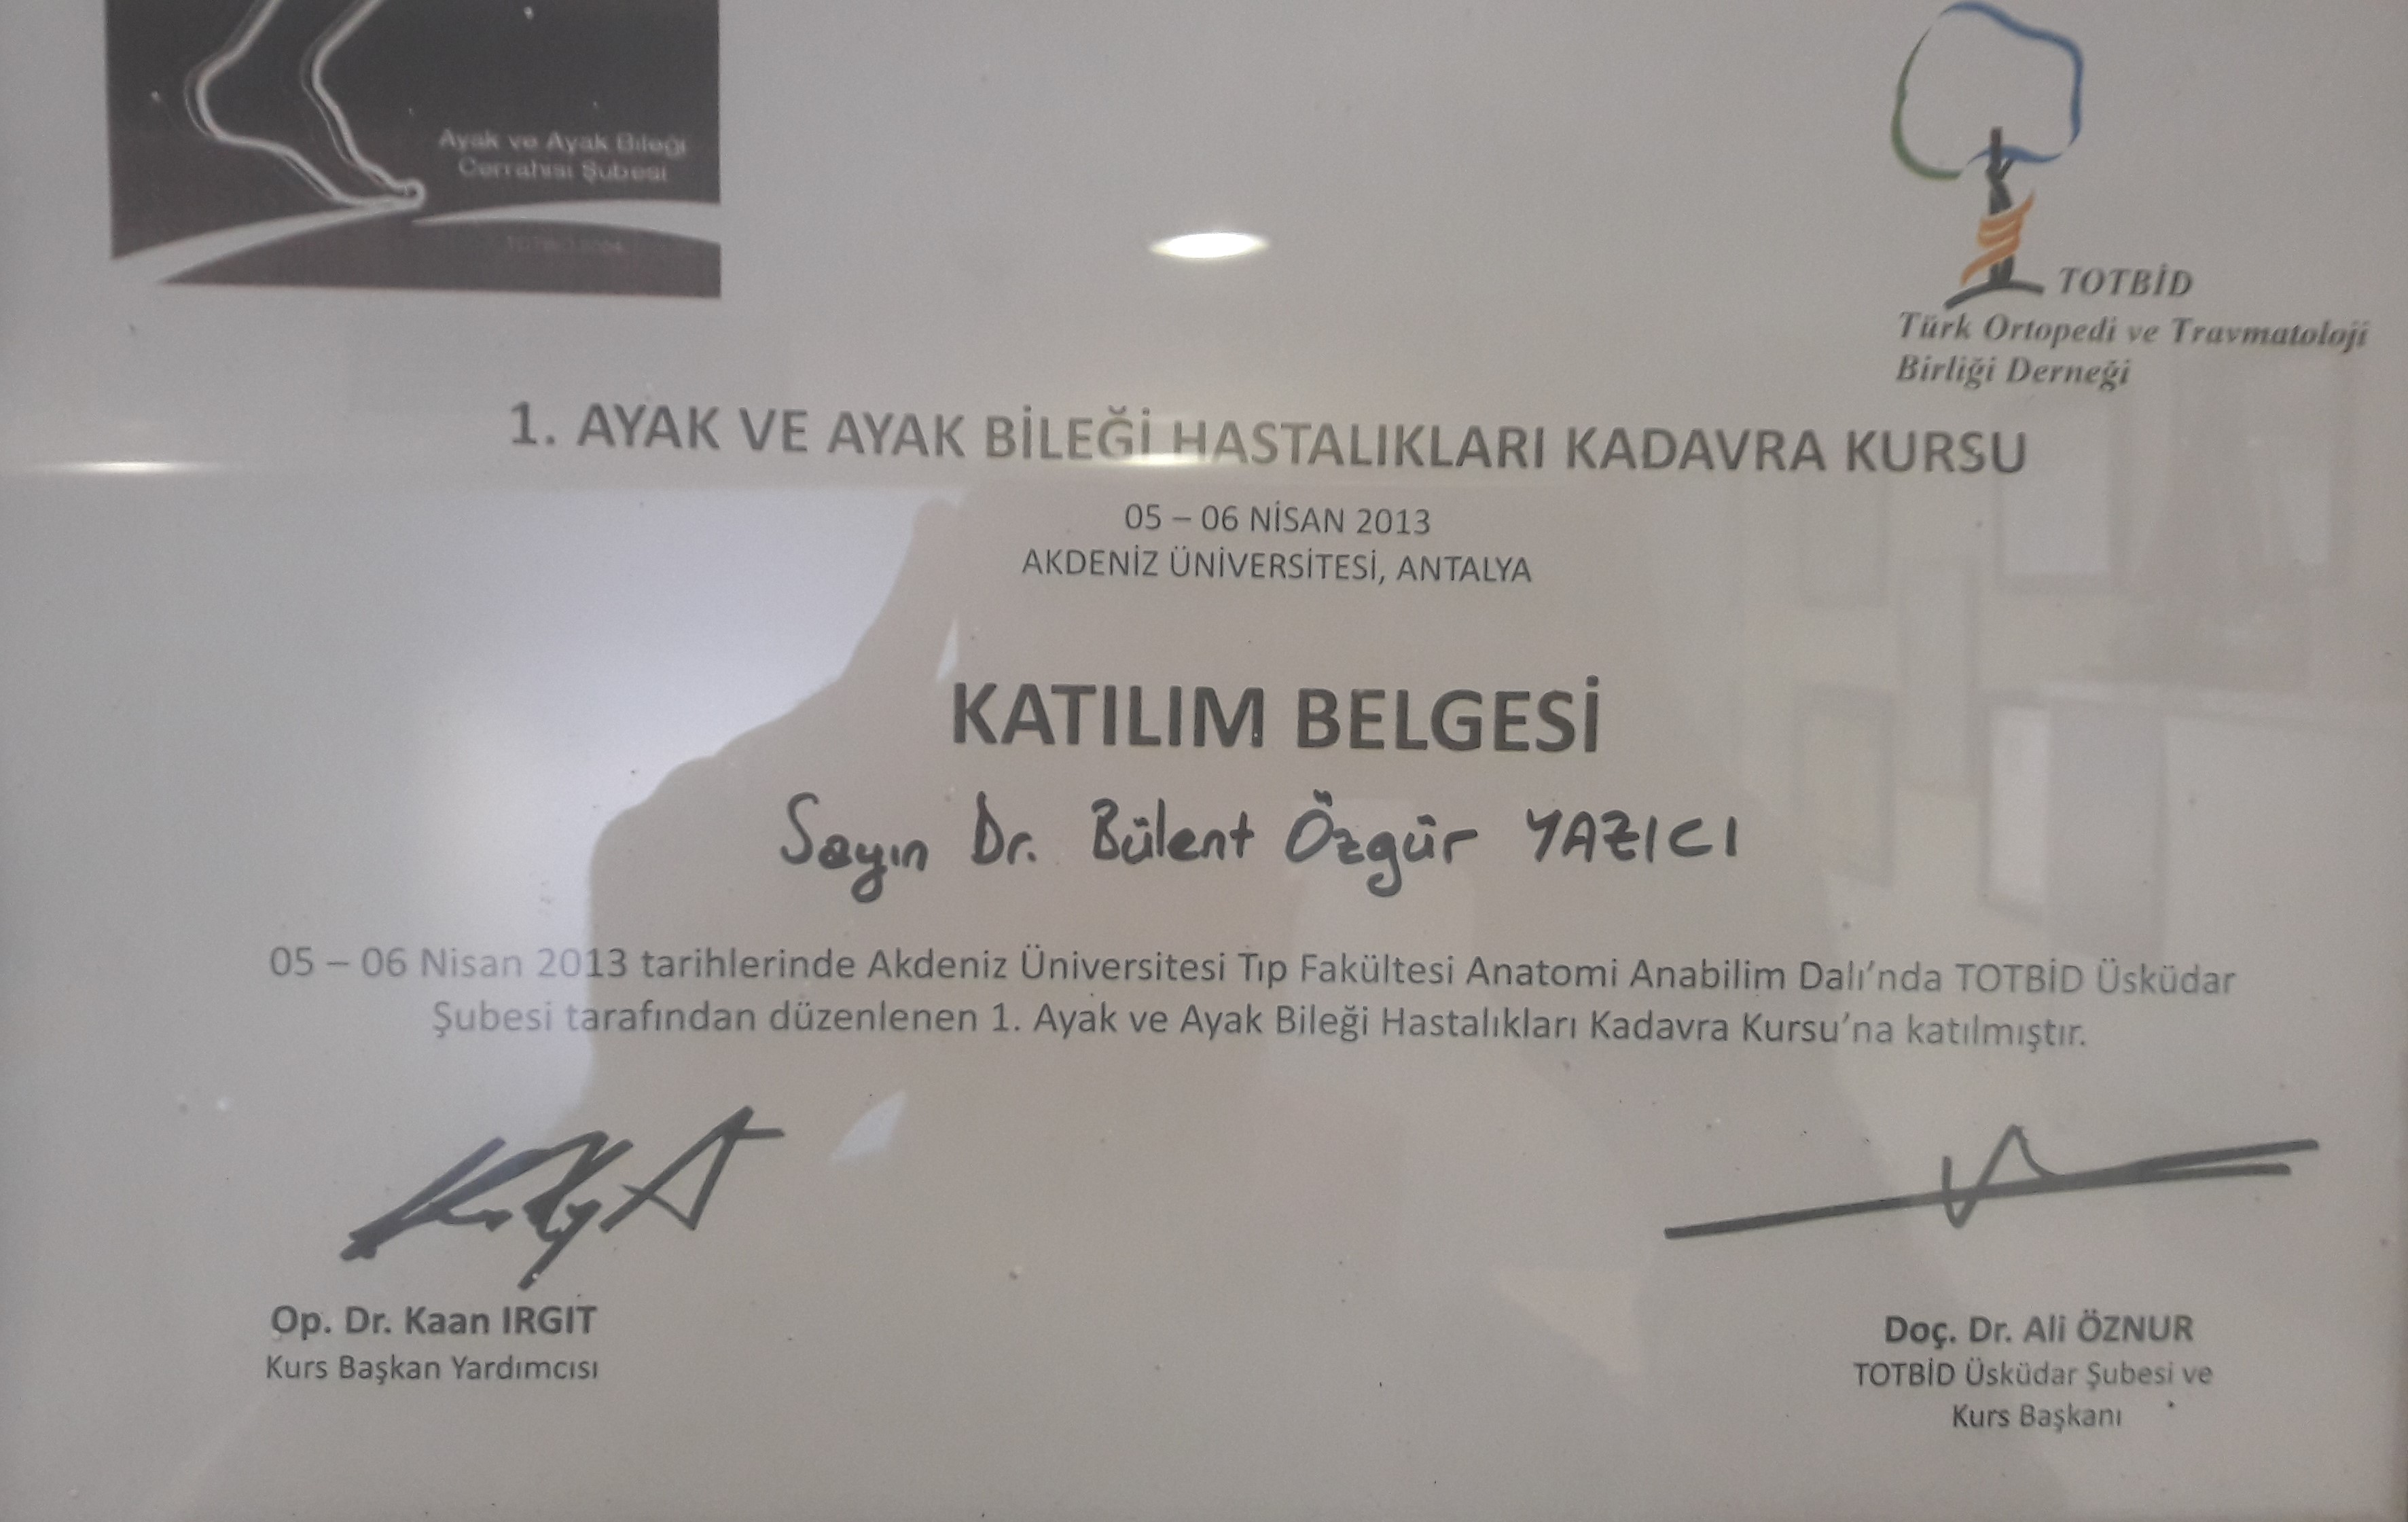 Ayak ve Ayak Bileği
Cerrahisi Şubesi
TOTBİD
Türk Ortopedi ve Travmatoloji
Birliği Derneği
1. AYAK VE AYAK BİLEĞİ HASTALIKLARI KADAVRA KURSU
05 – 06 NİSAN 2013
AKDENİZ ÜNİVERSİTESİ, ANTALYA
KATILIM BELGESİ
Sayın Dr. Bülent Özgür YAZICI
05 – 06 Nisan 2013 tarihlerinde Akdeniz Üniversitesi Tıp Fakültesi Anatomi Anabilim Dalı'nda TOTBİD Üsküdar
Şubesi tarafından düzenlenen 1. Ayak ve Ayak Bileği Hastalıkları Kadavra Kursu'na katılmıştır.
Op. Dr. Kaan IRGIT
Kurs Başkan Yardımcısı
Doç. Dr. Ali ÖZNUR
TOTBİD Üsküdar Şubesi ve
Kurs Başkanı